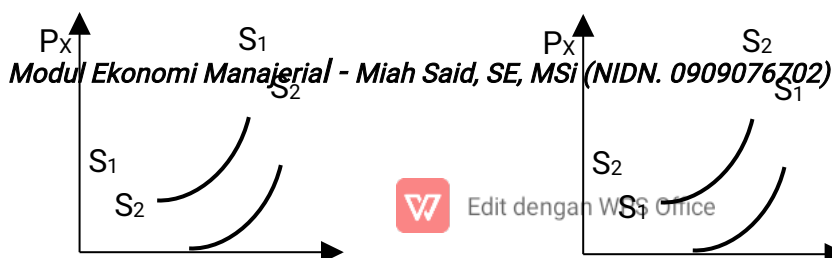 Px S1 Px S2
Modul Ekonomi Manajerial - Miah Said, SE, MSi (NIDN. 0909076702)
S2 S1
S1 S2
S2 Edit dengan WPS Office S1